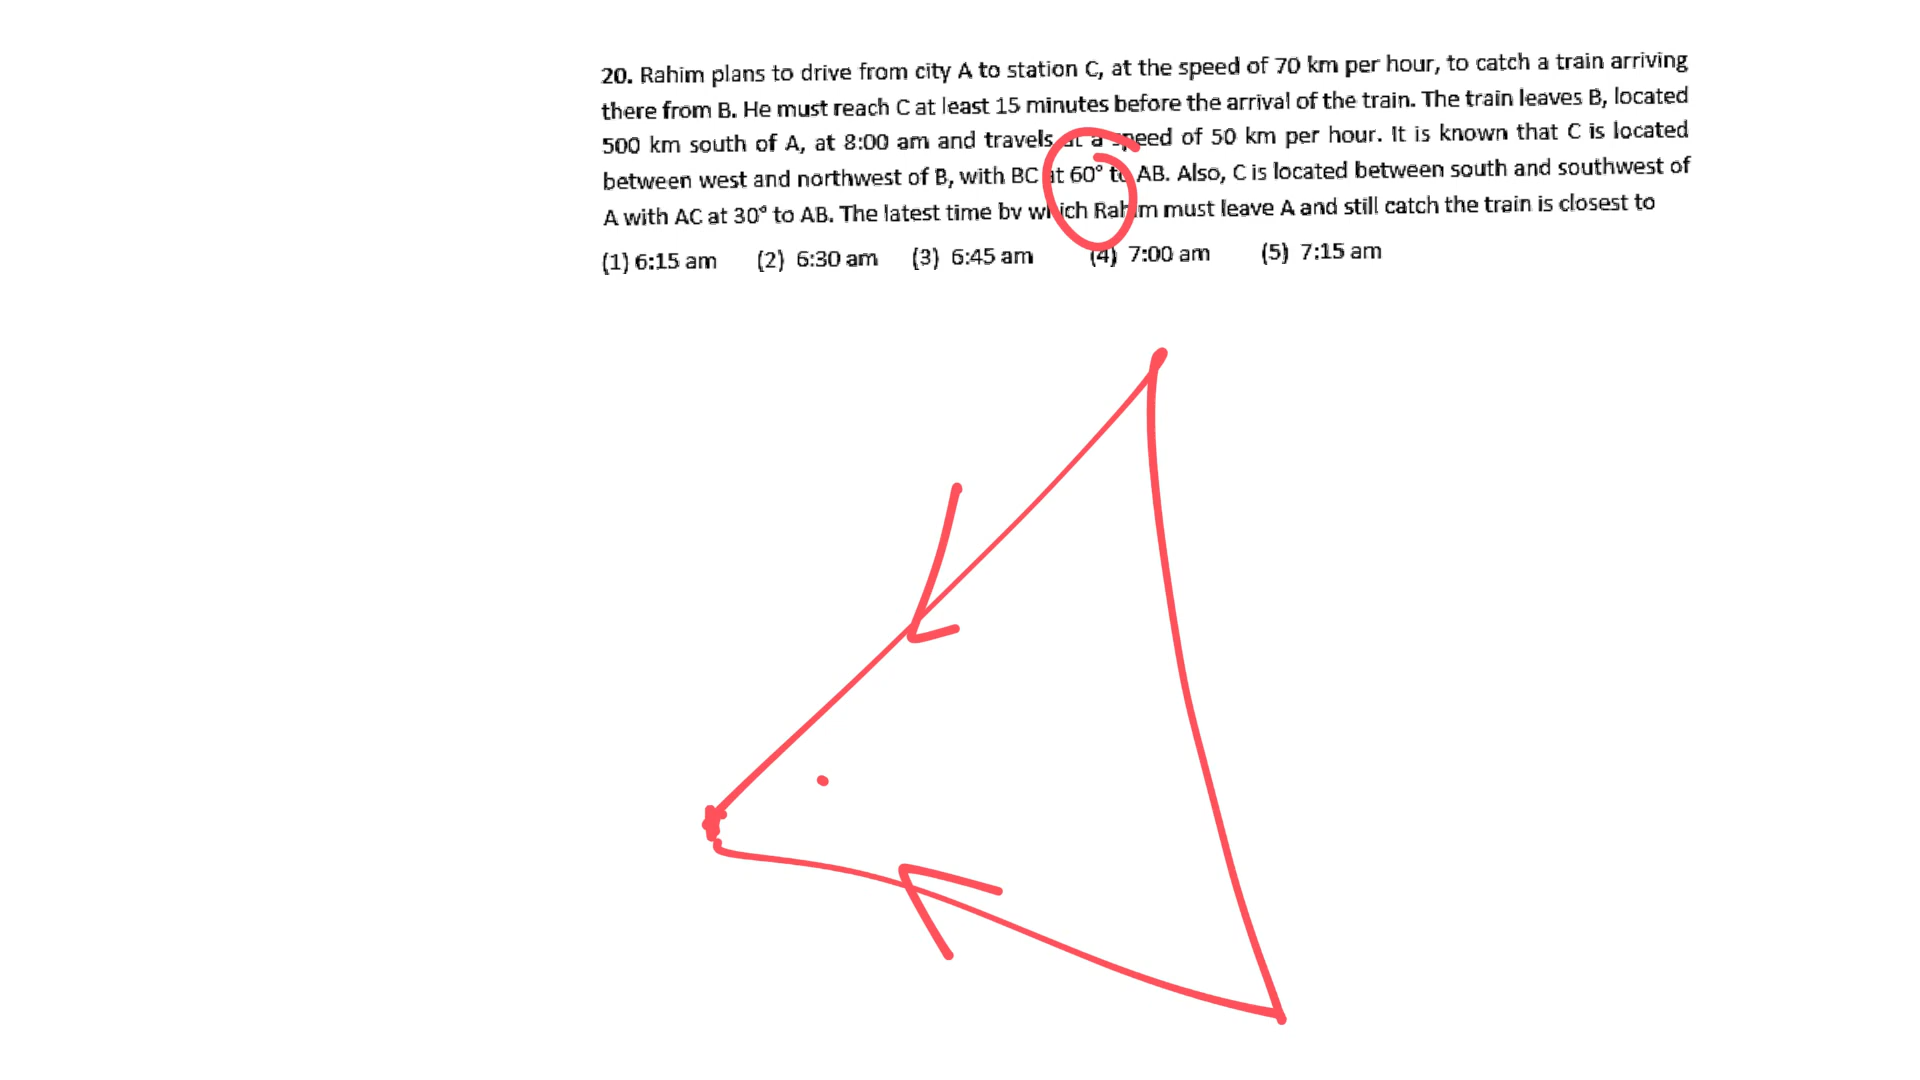 20. Rahim plans to drive from city A to station C, at the speed of 70 km per hour, to catch a train arriving
there from B. He must reach C at least 15 minutes before the arrival of the train. The train leaves B, located
500 km south of A, at 8:00 am and travels at a speed of 50 km per hour. It is known that C is located
between west and northwest of B, with BC at 60° to AB. Also, C is located between south and southwest of
A with AC at 30° to AB. The latest time by which Rahim must leave A and still catch the train is closest to
(1) 6:15 am (2) 6:30 am (3) 6:45 am (4) 7:00 am (5) 7:15 am